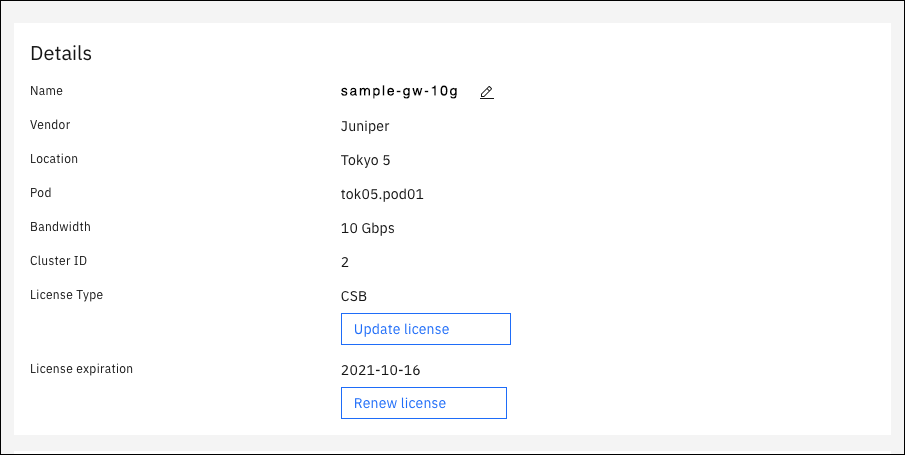 Details
Name sample-gw-10g
Vendor Juniper
Location Tokyo 5
Pod tok05.pod01
Bandwidth 10 Gbps
Cluster ID 2
License Type CSB
Update license
License expiration 2021-10-16
Renew license